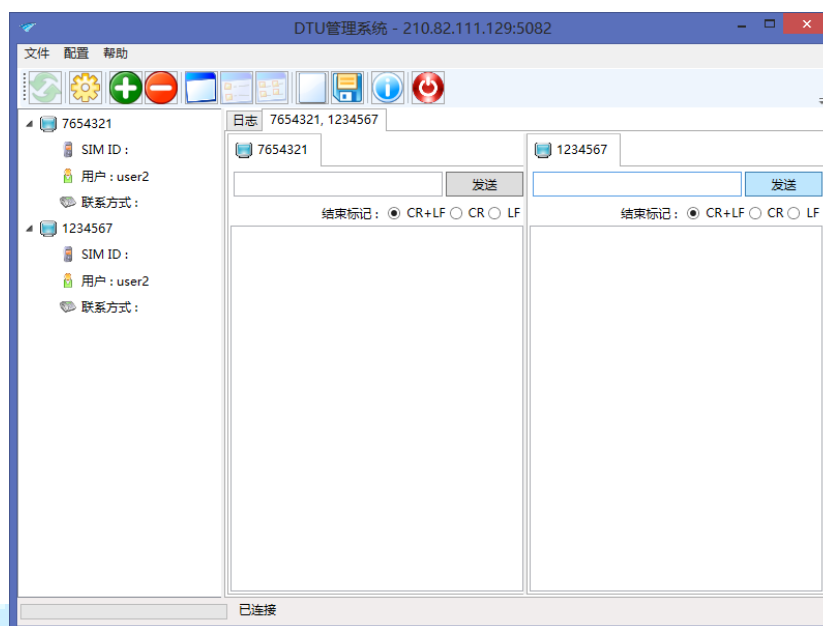 DTU管理系统 - 210.82.111.129:5082
文件 配置 帮助
日志 7654321, 1234567
7654321
SIM ID :
用户 : user2
联系方式 :
1234567
SIM ID :
用户 : user2
联系方式 :
7654321
发送
结束标记 : CR+LF CR LF
1234567
发送
结束标记 : CR+LF CR LF
已连接